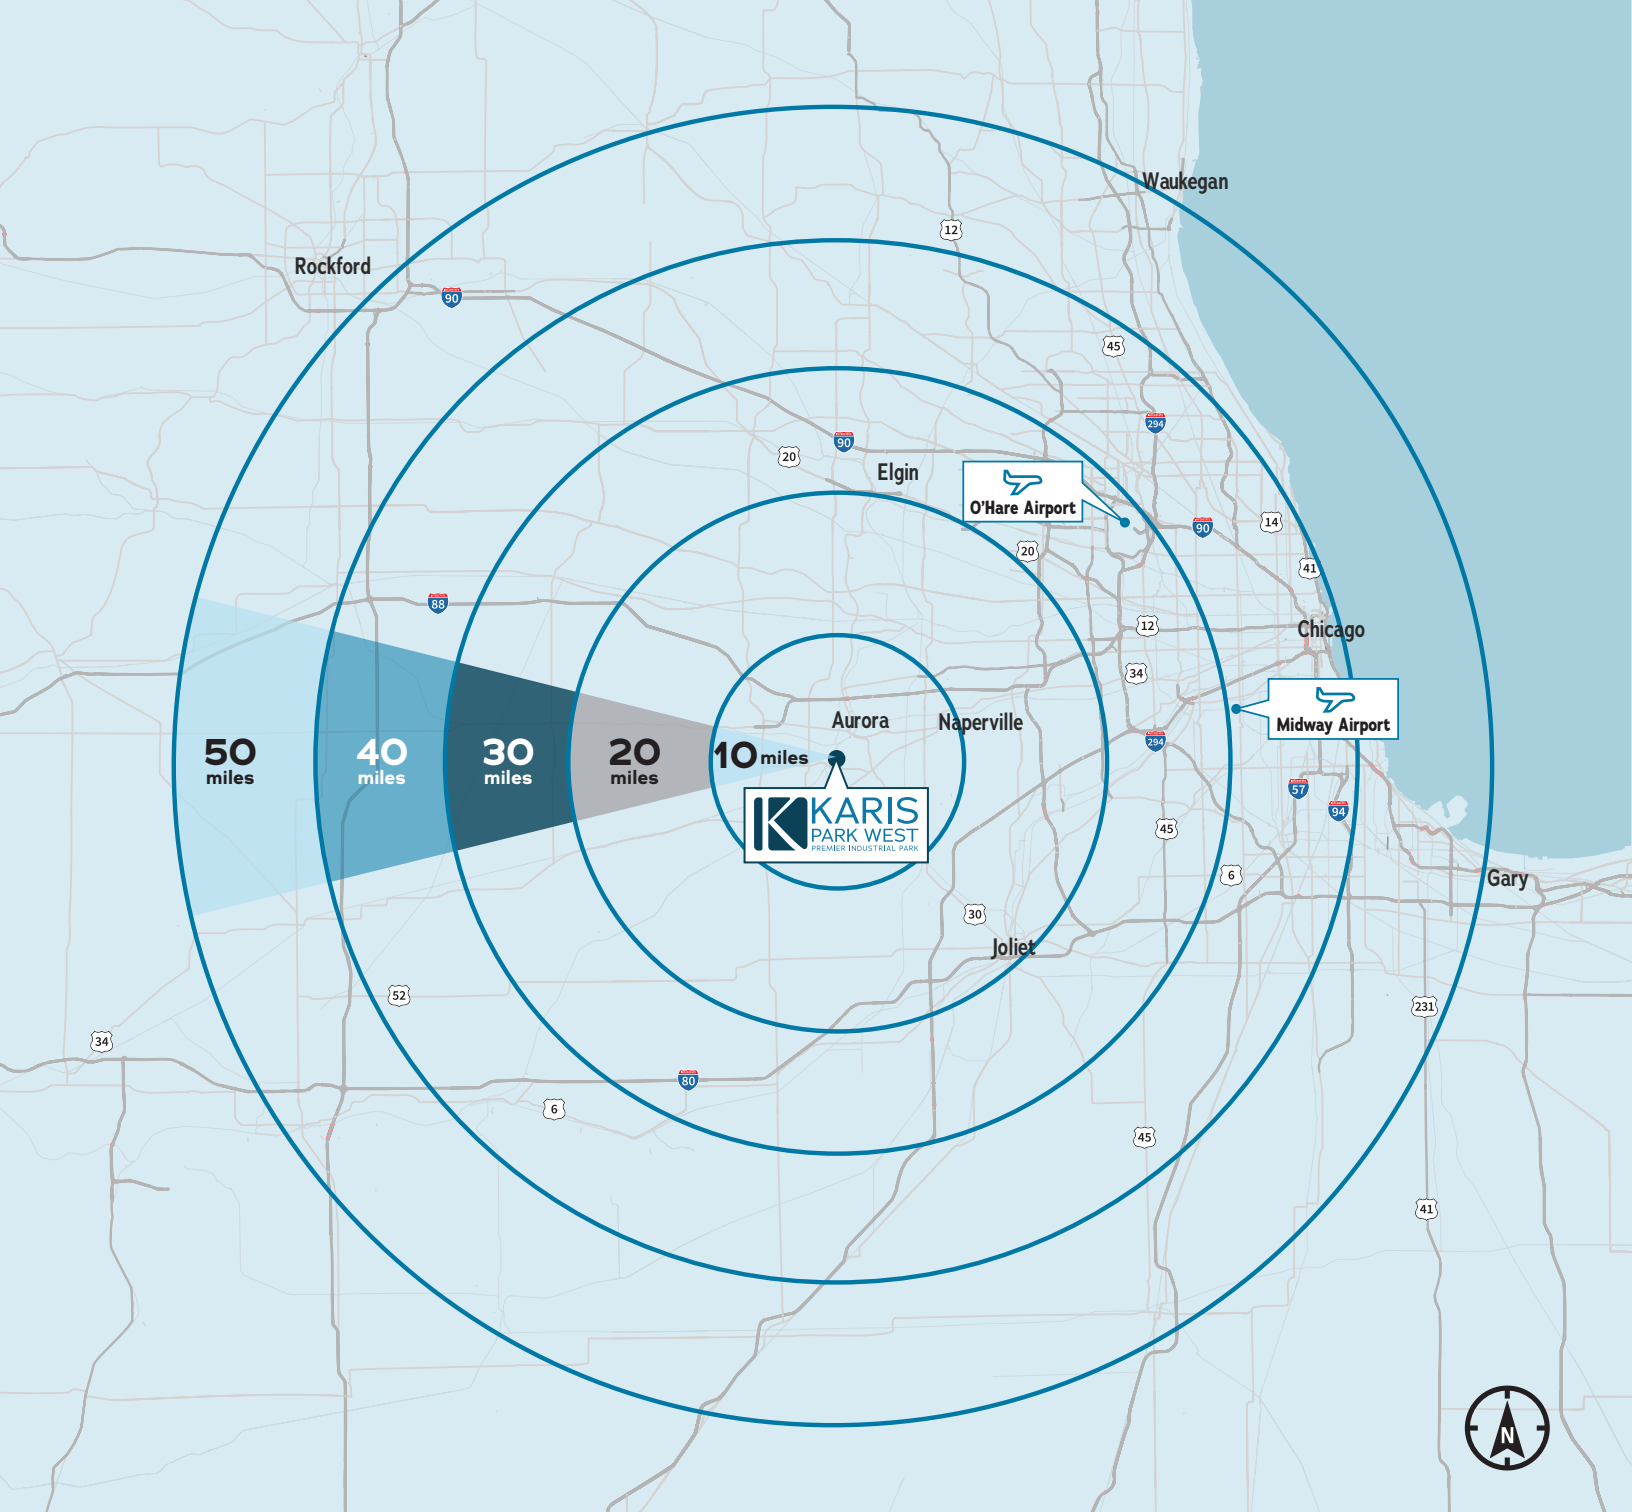 Waukegan
12
Rockford
90
45
294
90
20
Elgin
O'Hare Airport
14
90
20
41
88
12
Chicago
34
Aurora
Naperville
Midway Airport
294
50
miles
40
miles
30
miles
20
miles
10 miles
57
94
KARIS
PARK WEST
PREMIER INDUSTRIAL PARK
45
6
Gary
30
Joliet
52
231
34
80
6
45
41
N